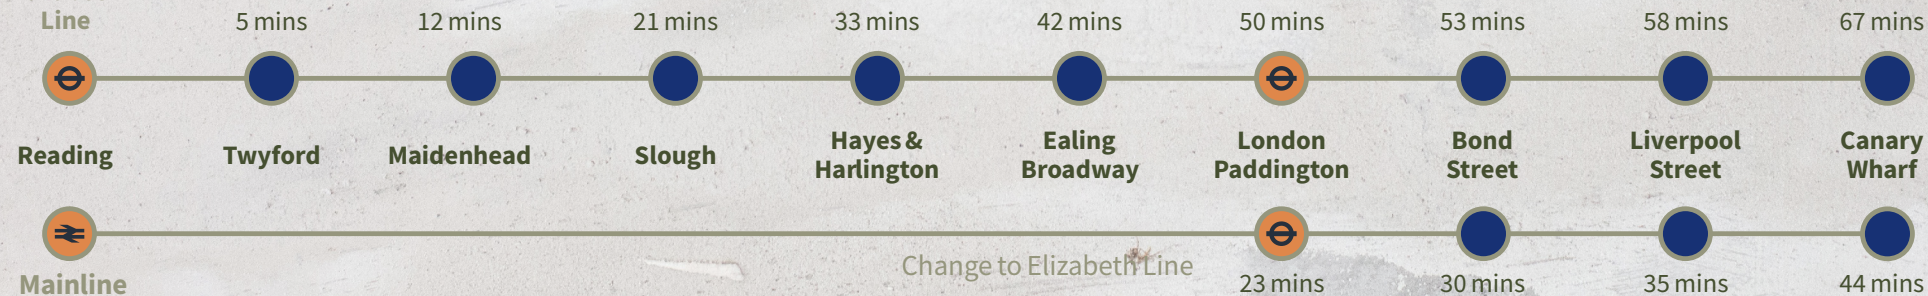 Line
5 mins
12 mins
21 mins
33 mins
42 mins
50 mins
53 mins
58 mins
67 mins
Reading
Twyford
Maidenhead
Slough
Hayes &
Harlington
Ealing
Broadway
London
Paddington
Bond
Street
Liverpool
Street
Canary
Wharf
Mainline
Change to Elizabeth Line
23 mins
30 mins
35 mins
44 mins